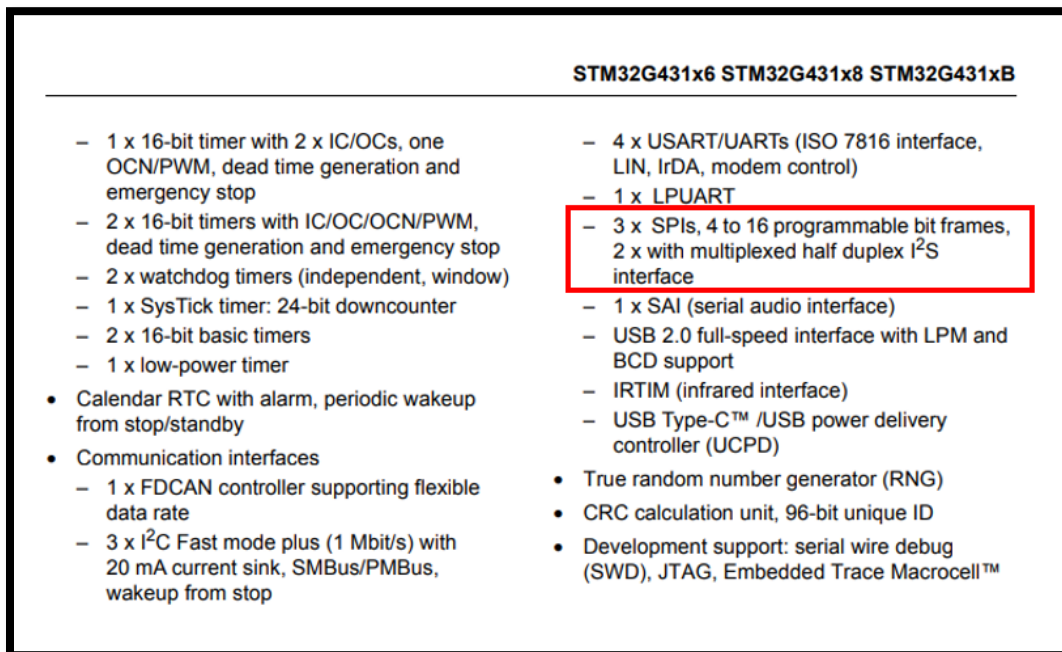 STM32G431x6 STM32G431x8 STM32G431xB
– 1 x 16-bit timer with 2 x IC/OCs, one
OCN/PWM, dead time generation and
emergency stop
– 2 x 16-bit timers with IC/OC/OCN/PWM,
dead time generation and emergency stop
– 2 x watchdog timers (independent, window)
– 1 x SysTick timer: 24-bit downcounter
– 2 x 16-bit basic timers
– 1 x low-power timer
• Calendar RTC with alarm, periodic wakeup
from stop/standby
• Communication interfaces
– 1 x FDCAN controller supporting flexible
data rate
– 3 x I²C Fast mode plus (1 Mbit/s) with
20 mA current sink, SMBus/PMBus,
wakeup from stop
– 4 x USART/UARTs (ISO 7816 interface,
LIN, IrDA, modem control)
– 1 x LPUART
– 3 x SPIs, 4 to 16 programmable bit frames,
2 x with multiplexed half duplex I²S
interface
– 1 x SAI (serial audio interface)
– USB 2.0 full-speed interface with LPM and
BCD support
– IRTIM (infrared interface)
– USB Type-C™ /USB power delivery
controller (UCPD)
• True random number generator (RNG)
• CRC calculation unit, 96-bit unique ID
• Development support: serial wire debug
(SWD), JTAG, Embedded Trace Macrocell™